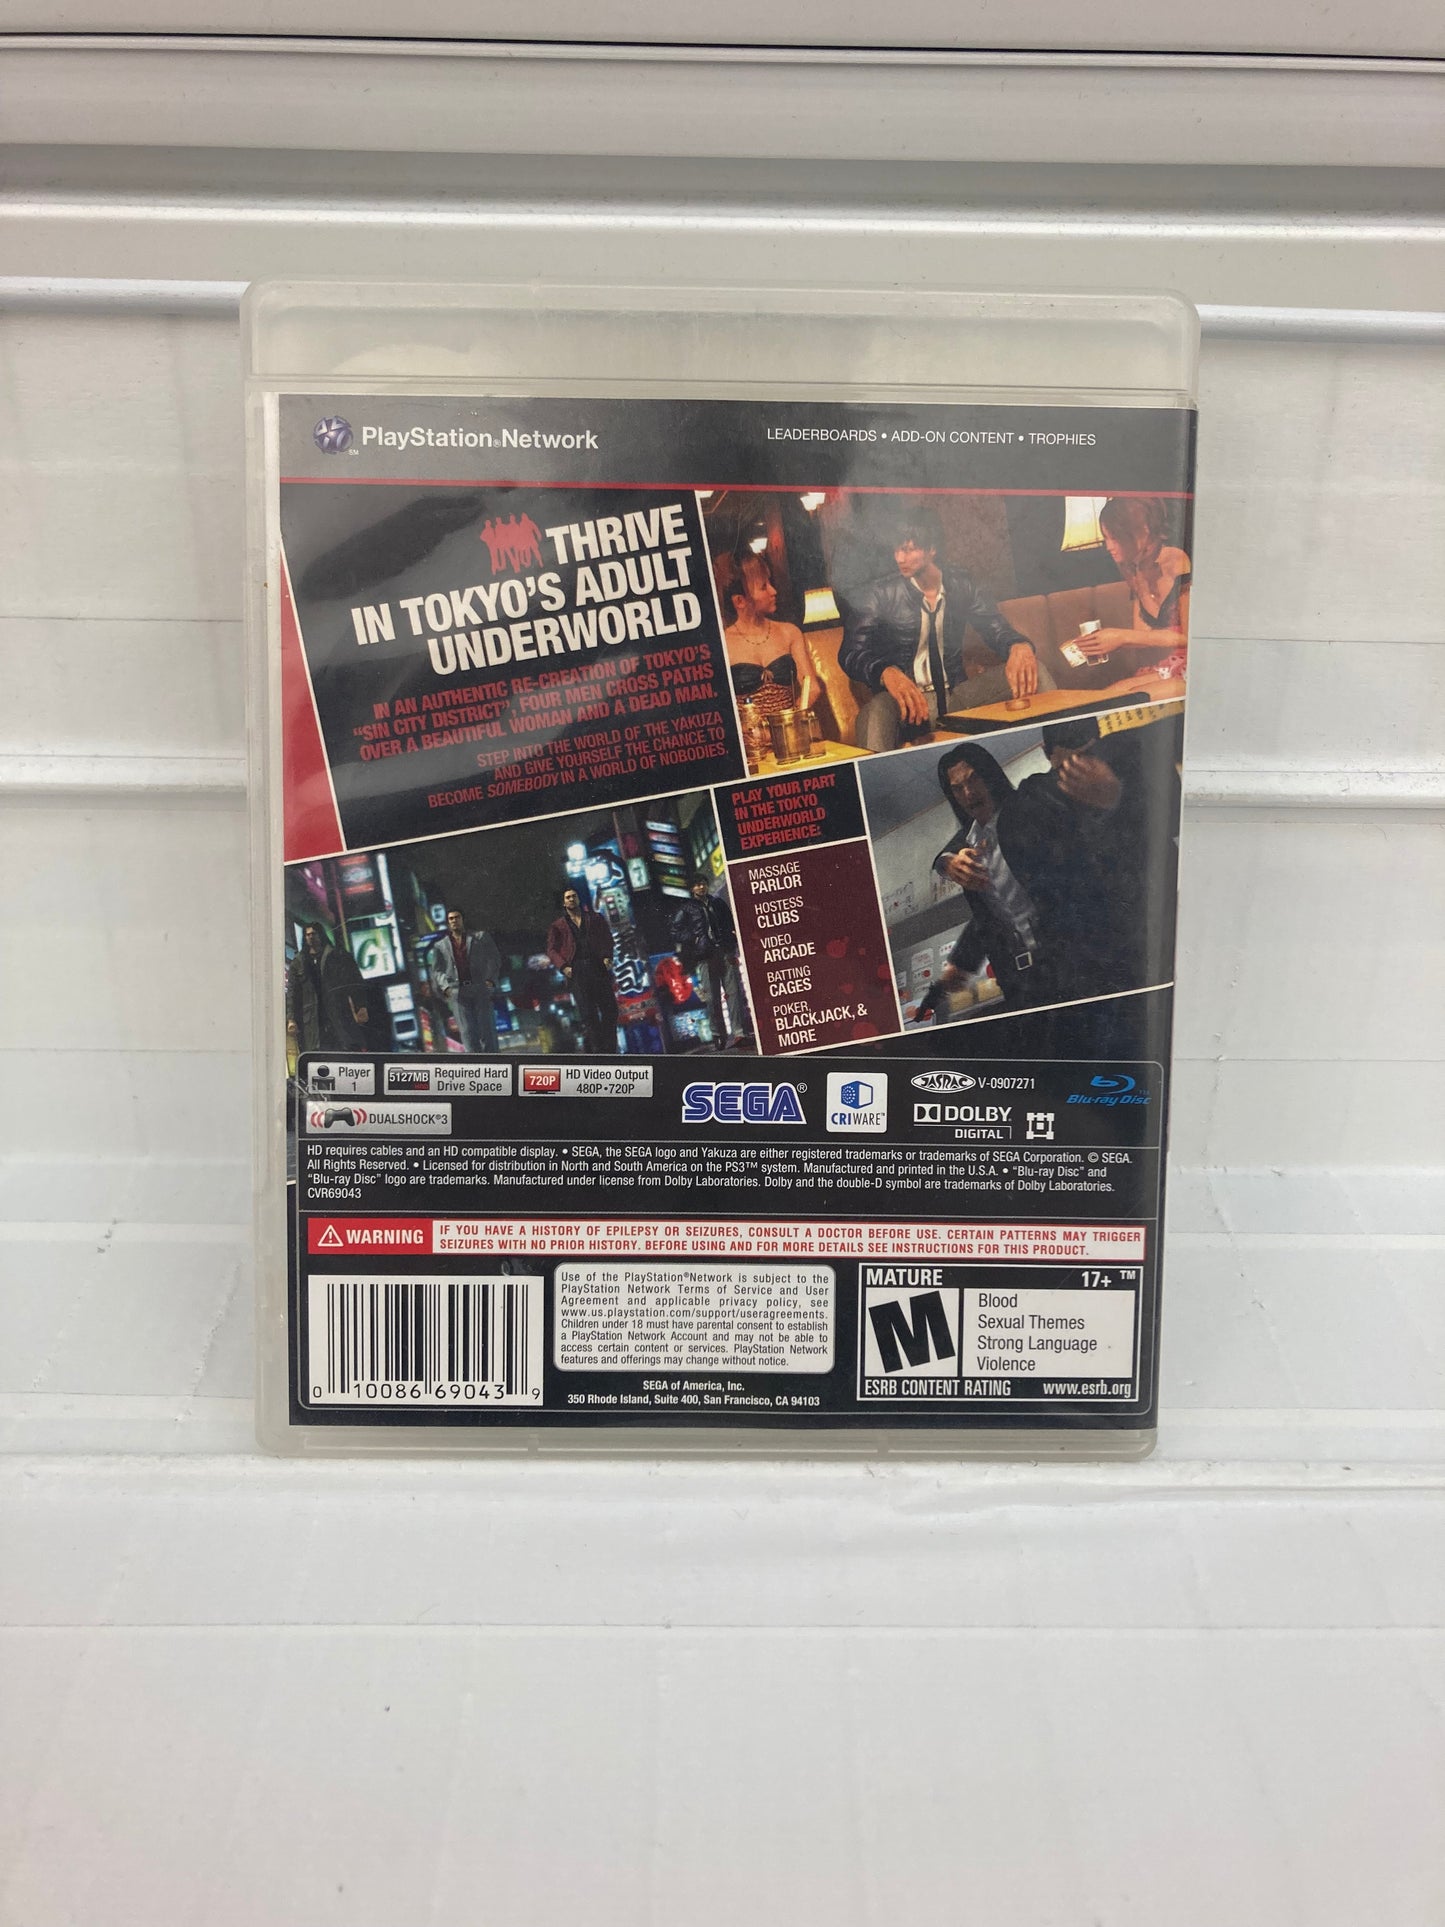 PlayStation®Network
SM
LEADERBOARDS • ADD-ON CONTENT • TROPHIES
THRIVE
IN TOKYO'S ADULT
UNDERWORLD
IN AN AUTHENTIC RE-CREATION OF TOKYO'S
"SIN CITY DISTRICT", FOUR MEN CROSS PATHS
OVER A BEAUTIFUL WOMAN AND A DEAD MAN.
STEP INTO THE WORLD OF THE YAKUZA
AND GIVE YOURSELF THE CHANCE TO
BECOME SOMEBODY IN A WORLD OF NOBODIES.
PLAY YOUR PART
IN THE TOKYO
UNDERWORLD
EXPERIENCE:
MASSAGE
PARLOR
HOSTESS
CLUBS
VIDEO
ARCADE
BATTING
CAGES
POKER,
BLACKJACK, &
MORE
Player
1
5127MB
Required Hard
Drive Space
720P
HD Video Output
480P•720P
DUALSHOCK®3
SEGA®
CRIWARE™
JASRAC
V-0907271
DOLBY
DIGITAL
Blu-ray Disc™
HD requires cables and an HD compatible display. • SEGA, the SEGA logo and Yakuza are either registered trademarks or trademarks of SEGA Corporation. © SEGA.
All Rights Reserved. • Licensed for distribution in North and South America on the PS3™ system. Manufactured and printed in the U.S.A. • "Blu-ray Disc" and
"Blu-ray Disc" logo are trademarks. Manufactured under license from Dolby Laboratories. Dolby and the double-D symbol are trademarks of Dolby Laboratories.
CVR69043
WARNING
IF YOU HAVE A HISTORY OF EPILEPSY OR SEIZURES, CONSULT A DOCTOR BEFORE USE. CERTAIN PATTERNS MAY TRIGGER
SEIZURES WITH NO PRIOR HISTORY. BEFORE USING AND FOR MORE DETAILS SEE INSTRUCTIONS FOR THIS PRODUCT.
0 10086 69043 9
Use of the PlayStation®Network is subject to the
PlayStation Network Terms of Service and User
Agreement and applicable privacy policy, see
www.us.playstation.com/support/useragreements.
Children under 18 must have parental consent to establish
a PlayStation Network Account and may not be able to
access certain content or services. PlayStation Network
features and offerings may change without notice.
SEGA of America, Inc.
350 Rhode Island, Suite 400, San Francisco, CA 94103
MATURE 17+ ™
M
Blood
Sexual Themes
Strong Language
Violence
ESRB CONTENT RATING www.esrb.org